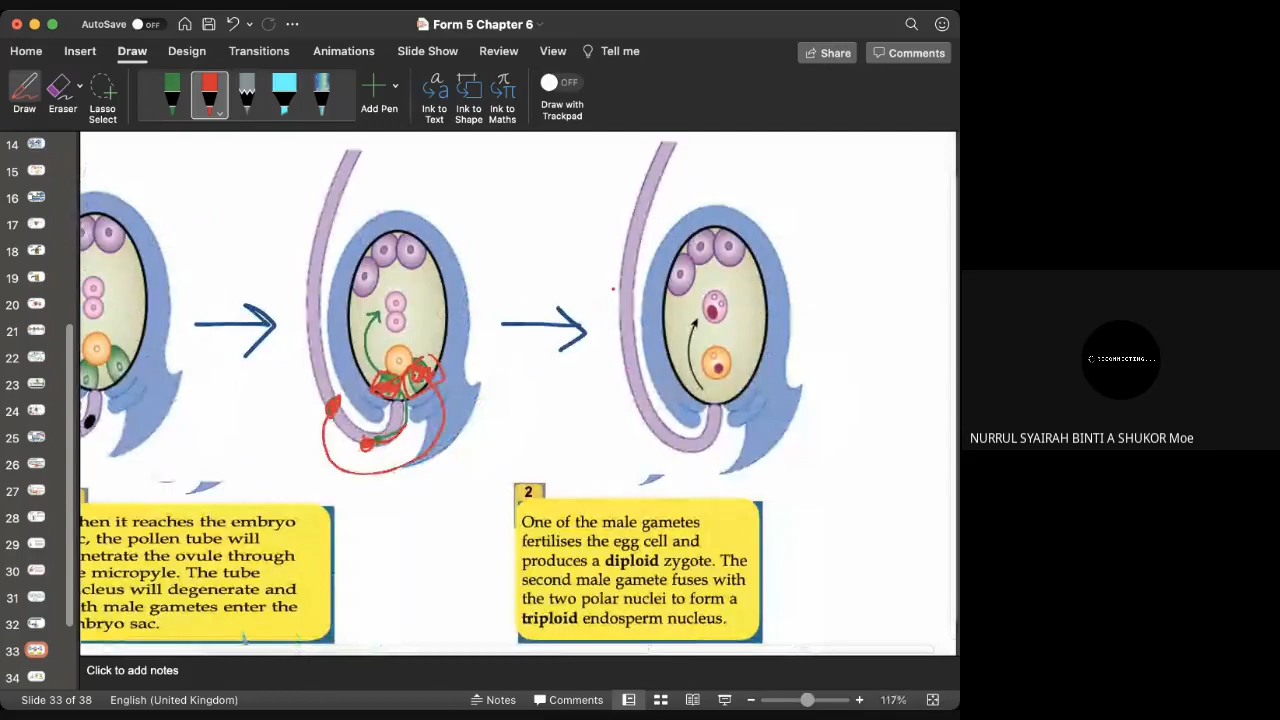 AutoSave OFF
Form 5 Chapter 6
Home Insert Draw Design Transitions Animations Slide Show Review View Tell me
Share Comments
Draw Eraser Lasso Select Add Pen Ink to Text Ink to Shape Ink to Maths Draw with Trackpad OFF
14
15
16
17
18
19
20
21
22
23
24
25
26
27
28
29
30
31
32
33
34
hen it reaches the embryo
c, the pollen tube will
netrate the ovule through
e micropyle. The tube
cleus will degenerate and
th male gametes enter the
bryo sac.
2
One of the male gametes
fertilises the egg cell and
produces a diploid zygote. The
second male gamete fuses with
the two polar nuclei to form a
triploid endosperm nucleus.
Click to add notes
Slide 33 of 38 English (United Kingdom) Notes Comments 117%
RECONNECTING...
NURRUL SYAIRAH BINTI A SHUKOR Moe